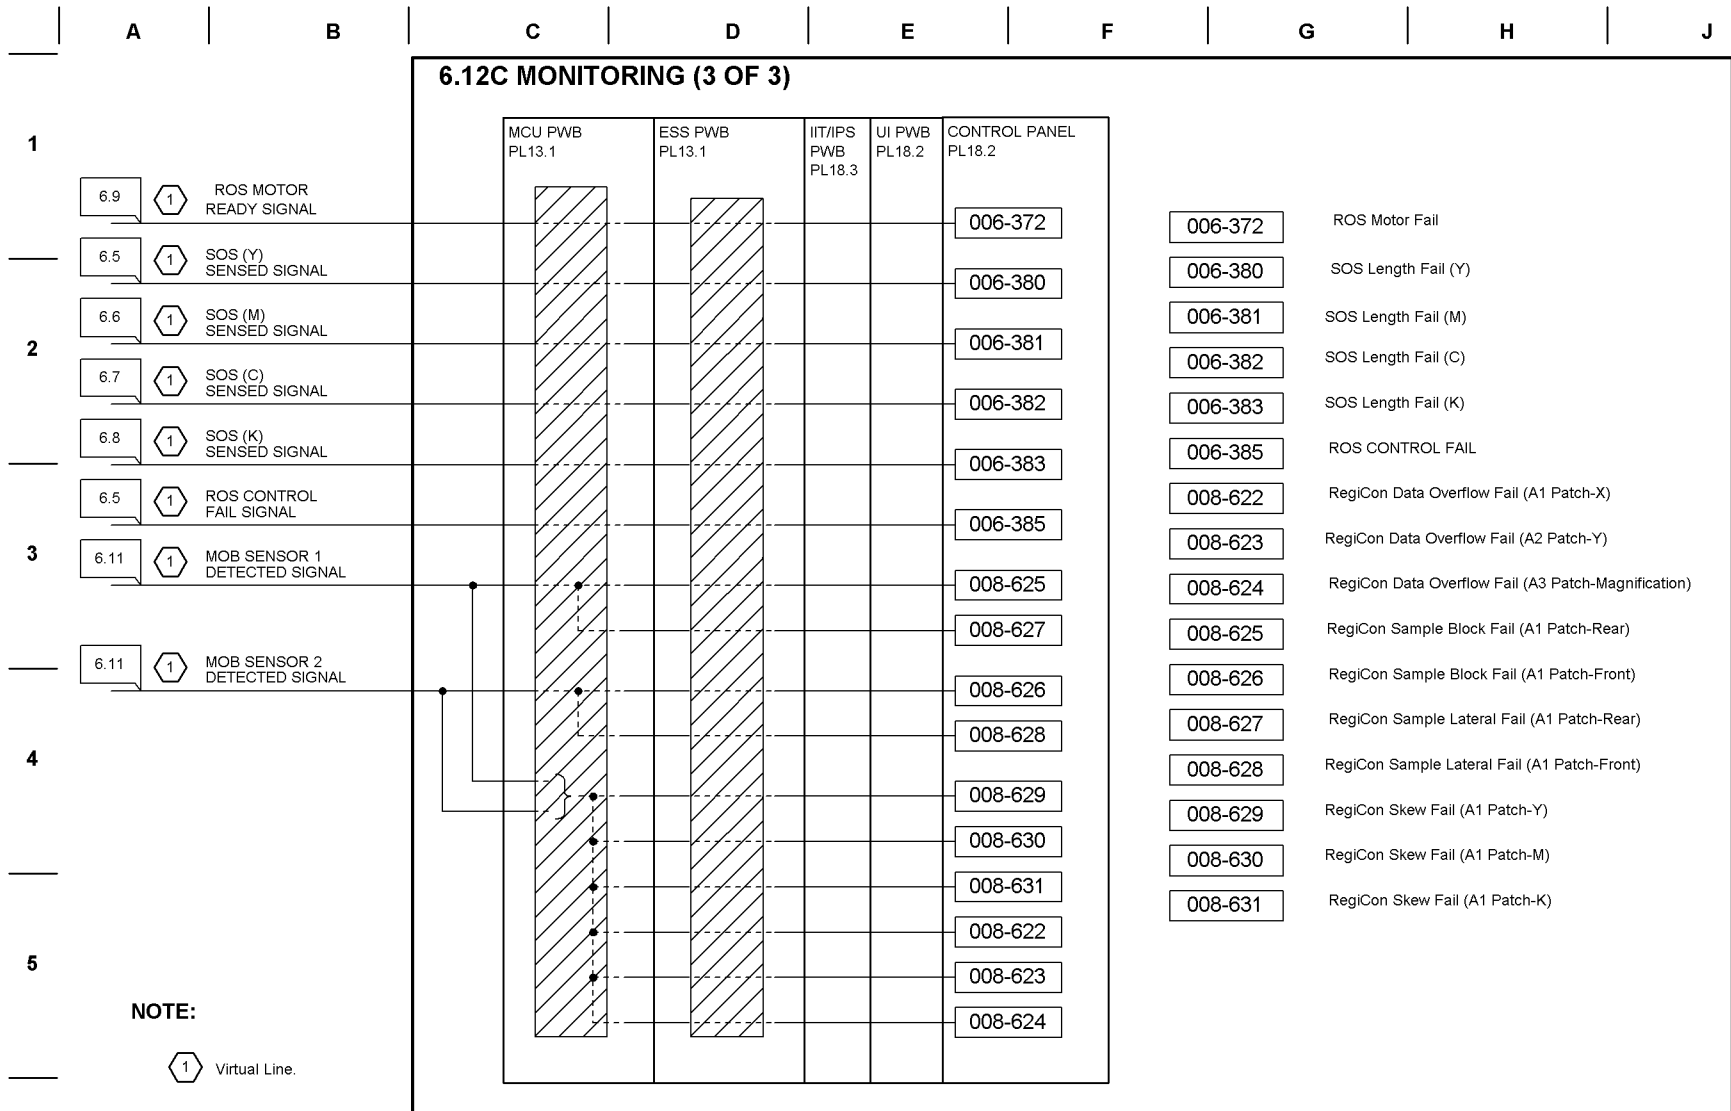 A B C D E F G H J
6.12C MONITORING (3 OF 3)
1
2
3
4
5
MCU PWB
PL13.1
ESS PWB
PL13.1
IIT/IPS
PWB
PL18.3
UI PWB
PL18.2
CONTROL PANEL
PL18.2
6.9 1 ROS MOTOR
READY SIGNAL
6.5 1 SOS (Y)
SENSED SIGNAL
6.6 1 SOS (M)
SENSED SIGNAL
6.7 1 SOS (C)
SENSED SIGNAL
6.8 1 SOS (K)
SENSED SIGNAL
6.5 1 ROS CONTROL
FAIL SIGNAL
6.11 1 MOB SENSOR 1
DETECTED SIGNAL
6.11 1 MOB SENSOR 2
DETECTED SIGNAL
006-372
006-380
006-381
006-382
006-383
006-385
008-625
008-627
008-626
008-628
008-629
008-630
008-631
008-622
008-623
008-624
006-372 ROS Motor Fail
006-380 SOS Length Fail (Y)
006-381 SOS Length Fail (M)
006-382 SOS Length Fail (C)
006-383 SOS Length Fail (K)
006-385 ROS CONTROL FAIL
008-622 RegiCon Data Overflow Fail (A1 Patch-X)
008-623 RegiCon Data Overflow Fail (A2 Patch-Y)
008-624 RegiCon Data Overflow Fail (A3 Patch-Magnification)
008-625 RegiCon Sample Block Fail (A1 Patch-Rear)
008-626 RegiCon Sample Block Fail (A1 Patch-Front)
008-627 RegiCon Sample Lateral Fail (A1 Patch-Rear)
008-628 RegiCon Sample Lateral Fail (A1 Patch-Front)
008-629 RegiCon Skew Fail (A1 Patch-Y)
008-630 RegiCon Skew Fail (A1 Patch-M)
008-631 RegiCon Skew Fail (A1 Patch-K)
NOTE:
1 Virtual Line.